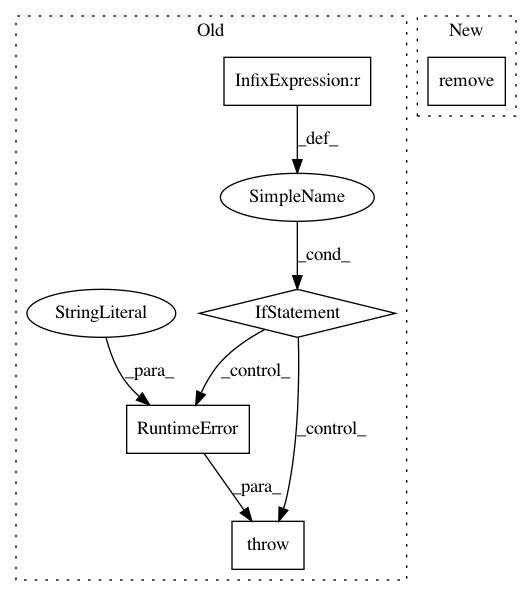 Old
New
InfixExpression:r
remove
_def_
SimpleName
_cond_
StringLiteral
IfStatement
_para_
_control_
RuntimeError
_control_
_para_
throw